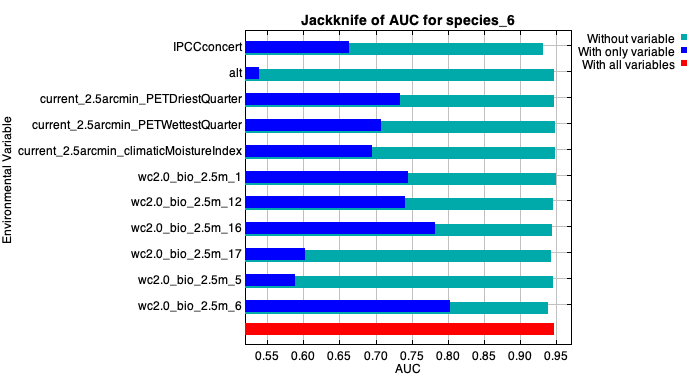 Jackknife of AUC for species_6
Without variable
With only variable
With all variables
Environmental Variable
IPCCconcert
alt
current_2.5arcmin_PETDriestQuarter
current_2.5arcmin_PETWettestQuarter
current_2.5arcmin_climaticMoistureIndex
wc2.0_bio_2.5m_1
wc2.0_bio_2.5m_12
wc2.0_bio_2.5m_16
wc2.0_bio_2.5m_17
wc2.0_bio_2.5m_5
wc2.0_bio_2.5m_6
0.55 0.60 0.65 0.70 0.75 0.80 0.85 0.90 0.95
AUC